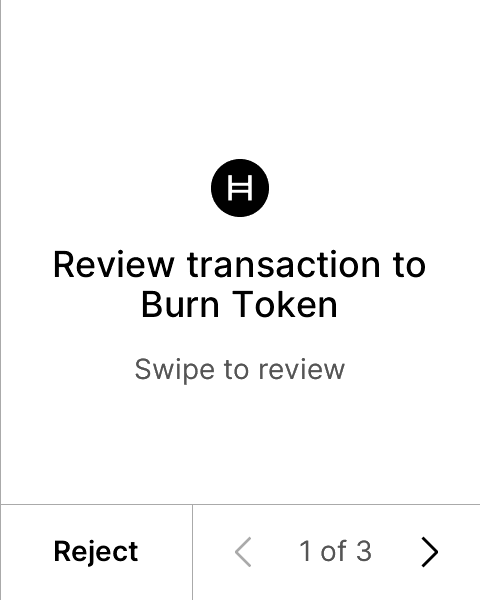 Review transaction to
Burn Token
Swipe to review
Reject
1 of 3